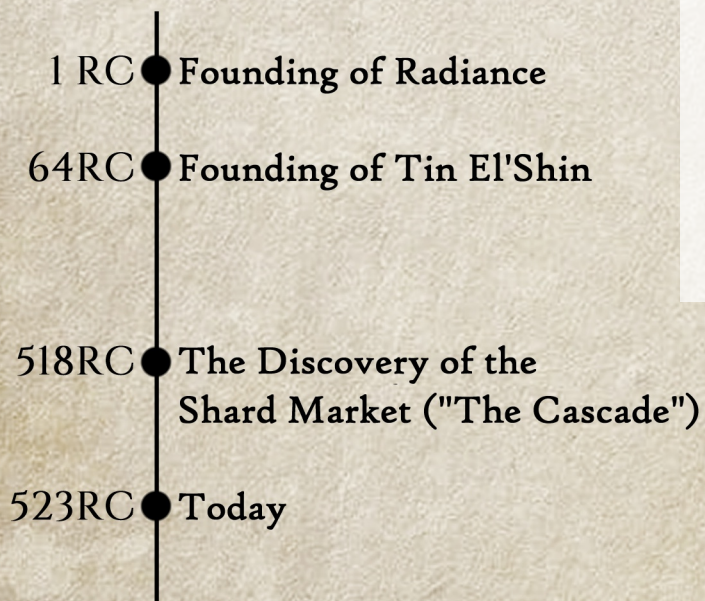 1 RC Founding of Radiance
64RC Founding of Tin El'Shin
518RC The Discovery of the
Shard Market ("The Cascade")
523RC Today